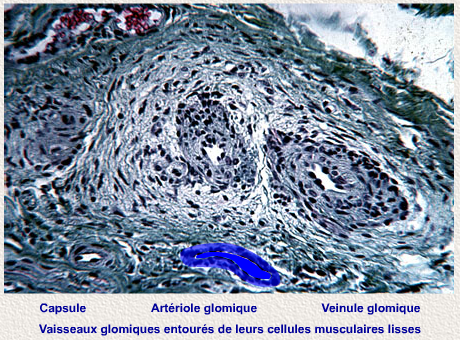 Capsule Artériole glomique Veinule glomique
Vaisseaux glomiques entourés de leurs cellules musculaires lisses